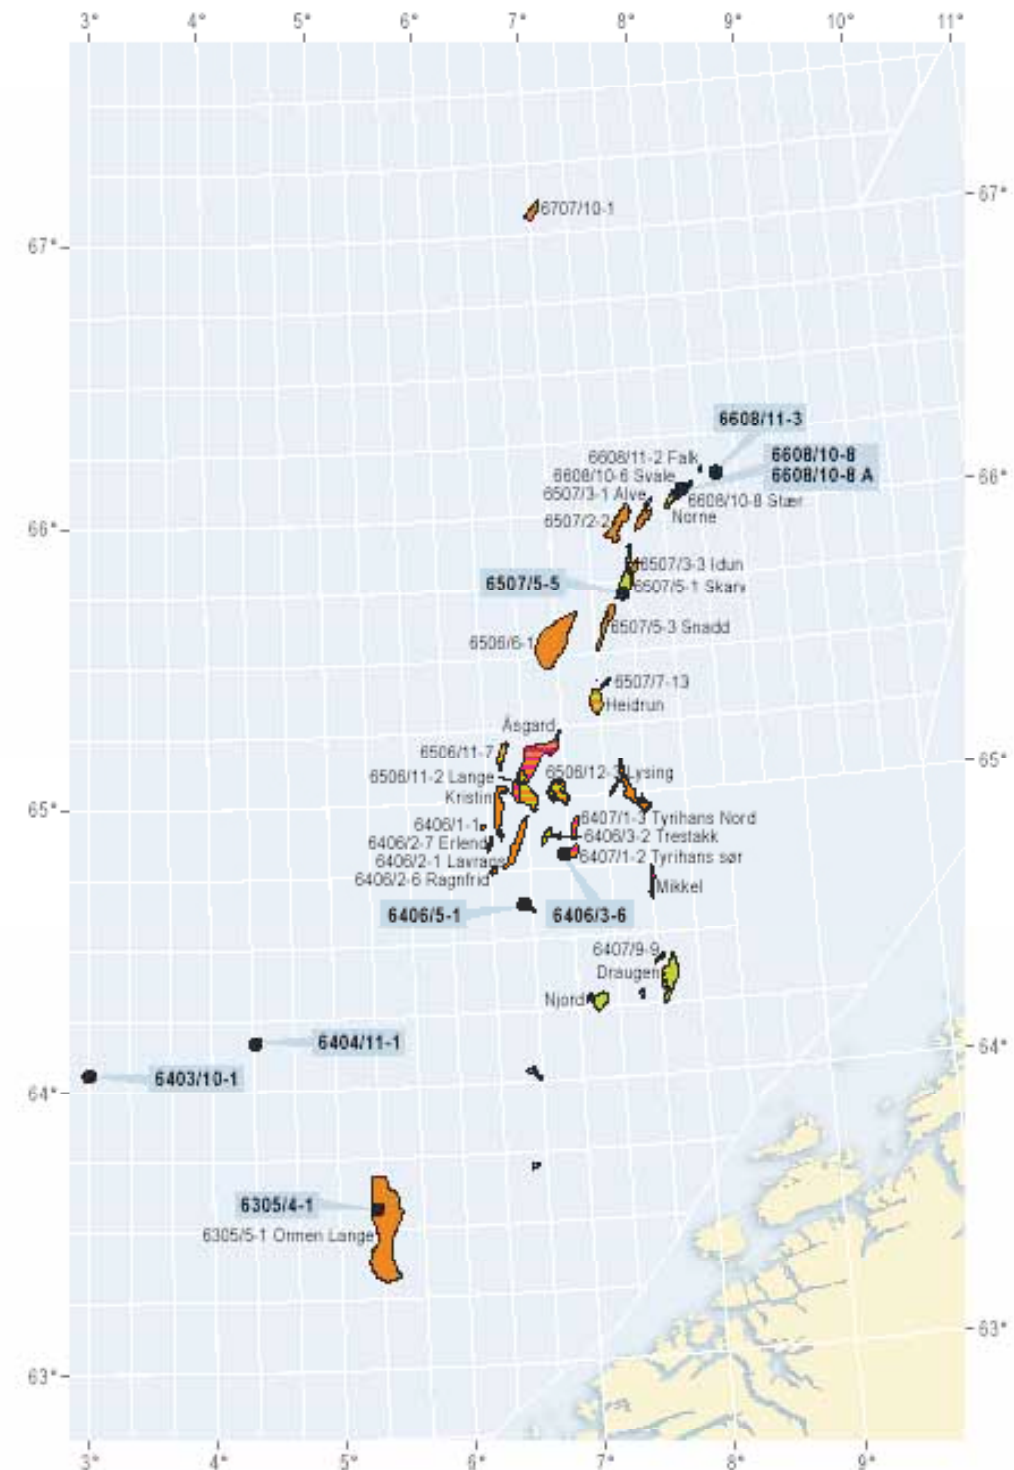 3° 4° 5° 6° 7° 8° 9° 10° 11°
6707/10-1
67°
67°
6608/11-3
6608/11-2 Falk
6608/10-8
6608/10-6 Svale
6608/10-8 A
66°
6507/3-1 Alve
6608/10-8 Stær
6507/2-2
Norne
66°
6507/3-3 Idun
6507/5-5
6507/5-1 Skarv
6507/5-3 Snadd
6506/6-1
6507/7-13
Heidrun
Åsgard
6506/11-7
65°
6506/11-2 Lange
6506/12-3 Lysing
Kristin
65°
6407/1-3 Tyrihans Nord
6406/1-1
6406/3-2 Trestakk
6406/2-7 Erlend
6407/1-2 Tyrihans sør
6406/2-1 Lavrans
6406/2-6 Ragnfrid
Mikkel
6406/5-1
6406/3-6
6407/9-9
Draugen
Njord
6404/11-1
64°
6403/10-1
64°
6305/4-1
6305/5-1 Ormen Lange
63°
63°
3° 4° 5° 6° 7° 8° 9°